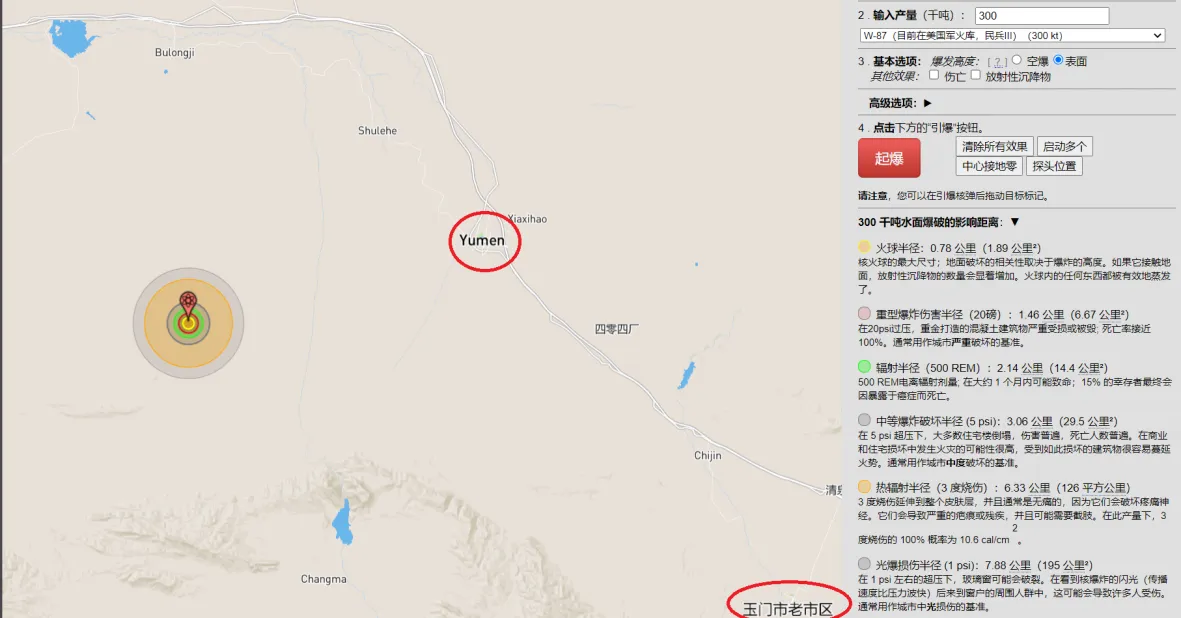 Bulongji
Shulehe
Xiaxihao
Yumen
四零四厂
Chijin
清泉
Changma
玉门市老市区
2 . 输入产量（千吨）： 300
W-87（目前在美国军火库，民兵III）（300 kt）
3 . 基本选项： 爆发高度： [ ? ] 空爆 表面
其他效果： 伤亡 放射性沉降物
高级选项：▶
4 . 点击下方的“引爆”按钮。
起爆
清除所有效果 启动多个
中心接地零 探头位置
请注意，您可以在引爆核弹后拖动目标标记。
300 千吨水面爆破的影响距离：▼
火球半径：0.78 公里（1.89 公里²）
核火球的最大尺寸；地面破坏的相关性取决于爆炸的高度。如果它接触地
面，放射性沉降物的数量会显著增加。火球内的任何东西都被有效地蒸发
了。
重型爆炸伤害半径（20磅）：1.46 公里（6.67 公里²）
在20psi过压，重金打造的混凝土建筑物严重受损或被毁; 死亡率接近
100%。通常用作城市严重破坏的基准。
辐射半径（500 REM）：2.14 公里（14.4 公里²）
500 REM电离辐射剂量; 在大约 1 个月内可能致命；15% 的幸存者最终会
因暴露于癌症而死亡。
中等爆炸破坏半径 (5 psi)：3.06 公里（29.5 公里²）
在 5 psi 超压下，大多数住宅楼倒塌，伤害普遍，死亡人数普遍。在商业
和住宅损坏中发生火灾的可能性很高，受到如此损坏的建筑物很容易蔓延
火势。通常用作城市中度破坏的基准。
热辐射半径（3 度烧伤）：6.33 公里（126 平方公里）
3 度烧伤延伸到整个皮肤层，并且通常是无痛的，因为它们会破坏疼痛神
经。它们会导致严重的疤痕或残疾，并且可能需要截肢。在此产量下，3
度烧伤的 100% 概率为 10.6 cal/cm²。
光爆损伤半径 (1 psi)：7.88 公里（195 公里²）
在 1 psi 左右的超压下，玻璃窗可能会破裂。在看到核爆炸的闪光（传播
速度比压力波快）后来到窗户的周围人群中，这可能会导致许多人受伤。
通常用作城市中光损伤的基准。